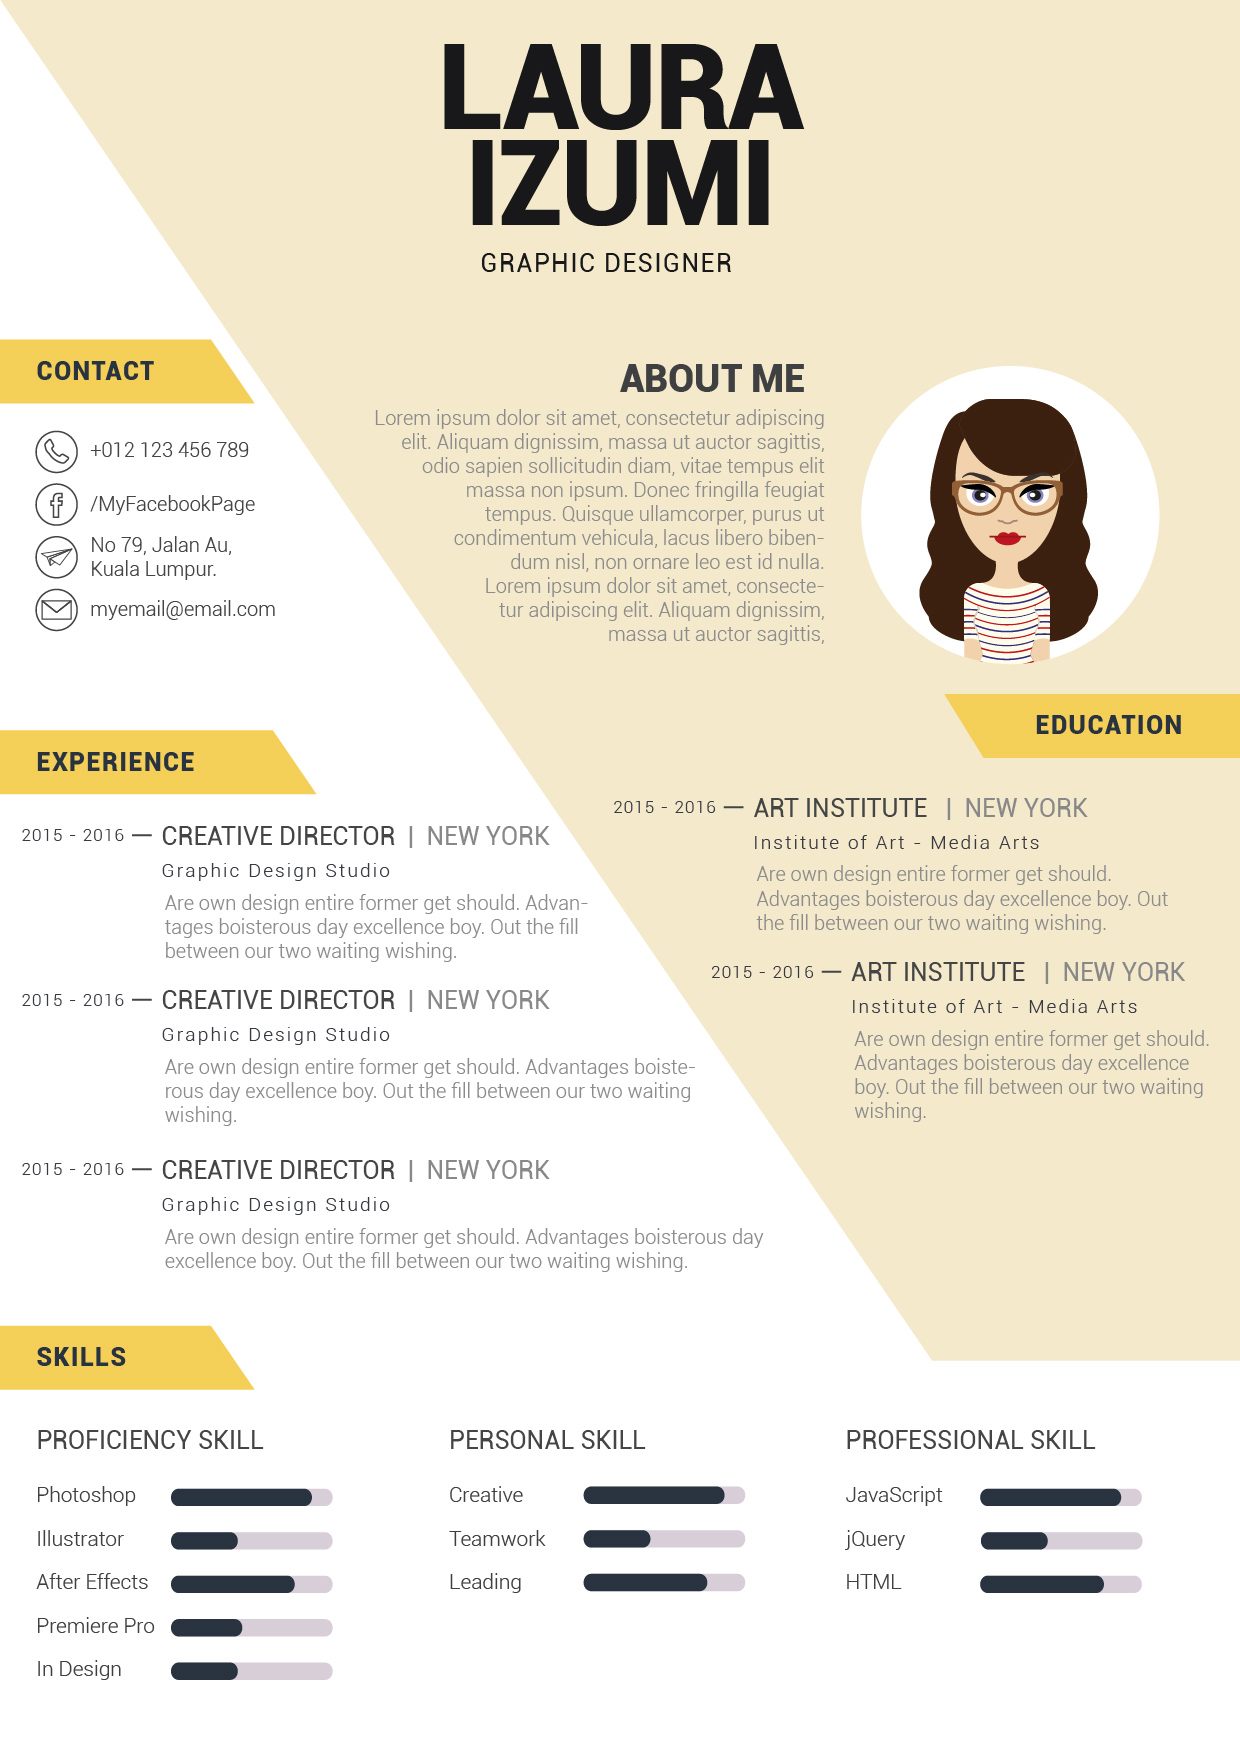 LAURA
IZUMI
GRAPHIC DESIGNER
CONTACT
+012 123 456 789
/MyFacebookPage
No 79, Jalan Au,
Kuala Lumpur.
myemail@email.com
ABOUT ME
Lorem ipsum dolor sit amet, consectetur adipiscing
elit. Aliquam dignissim, massa ut auctor sagittis,
odio sapien sollicitudin diam, vitae tempus elit
massa non ipsum. Donec fringilla feugiat
tempus. Quisque ullamcorper, purus ut
condimentum vehicula, lacus libero biben-
dum nisl, non ornare leo est id nulla.
Lorem ipsum dolor sit amet, consecte-
tur adipiscing elit. Aliquam dignissim,
massa ut auctor sagittis,
EXPERIENCE
2015 - 2016 — CREATIVE DIRECTOR | NEW YORK
Graphic Design Studio
Are own design entire former get should. Advan-
tages boisterous day excellence boy. Out the fill
between our two waiting wishing.
2015 - 2016 — CREATIVE DIRECTOR | NEW YORK
Graphic Design Studio
Are own design entire former get should. Advantages boiste-
rous day excellence boy. Out the fill between our two waiting
wishing.
2015 - 2016 — CREATIVE DIRECTOR | NEW YORK
Graphic Design Studio
Are own design entire former get should. Advantages boisterous day
excellence boy. Out the fill between our two waiting wishing.
EDUCATION
2015 - 2016 — ART INSTITUTE | NEW YORK
Institute of Art - Media Arts
Are own design entire former get should.
Advantages boisterous day excellence boy. Out
the fill between our two waiting wishing.
2015 - 2016 — ART INSTITUTE | NEW YORK
Institute of Art - Media Arts
Are own design entire former get should.
Advantages boisterous day excellence
boy. Out the fill between our two waiting
wishing.
SKILLS
PROFICIENCY SKILL
Photoshop
Illustrator
After Effects
Premiere Pro
In Design
PERSONAL SKILL
Creative
Teamwork
Leading
PROFESSIONAL SKILL
JavaScript
jQuery
HTML